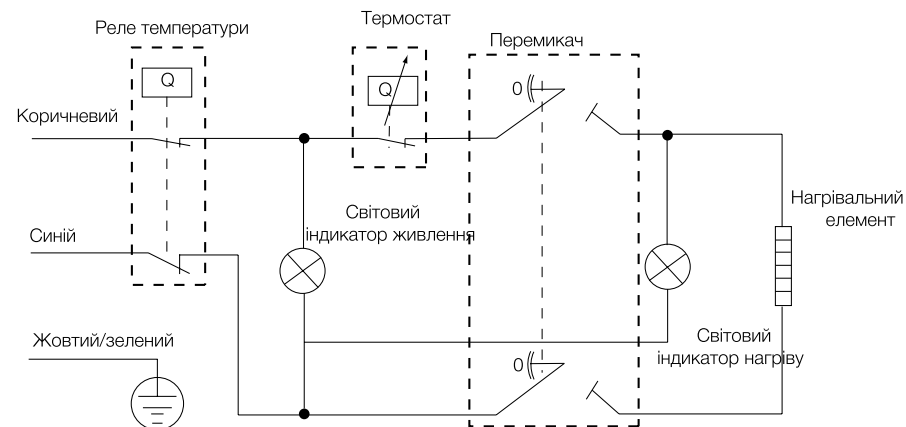 Реле температури
Термостат
Перемикач
Q
Q
0
Коричневий
Нагрівальний
елемент
Світовий
індикатор живлення
Синій
Світовий
індикатор нагріву
Жовтий/зелений
0